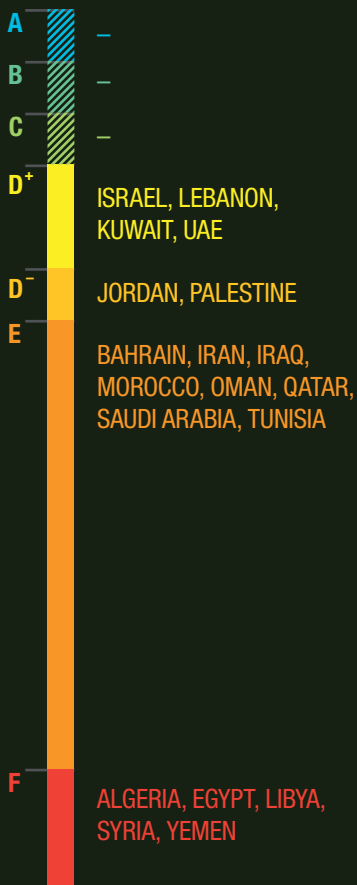 A
–
B
–
C
–
D+
ISRAEL, LEBANON,
KUWAIT, UAE
D–
JORDAN, PALESTINE
E
BAHRAIN, IRAN, IRAQ,
MOROCCO, OMAN, QATAR,
SAUDI ARABIA, TUNISIA
F
ALGERIA, EGYPT, LIBYA,
SYRIA, YEMEN